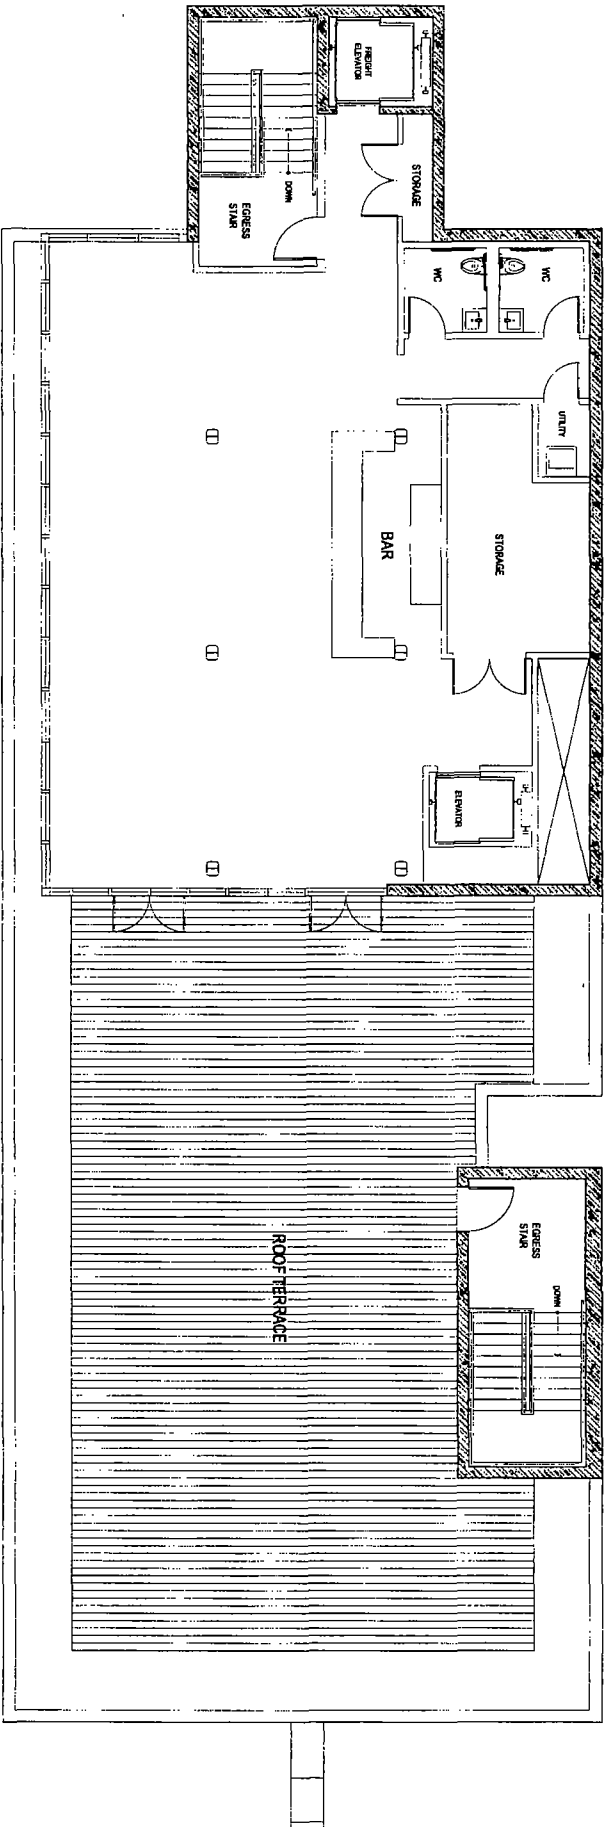 FREIGHT
ELEVATOR
STORAGE
DOWN
EGRESS
STAIR
WC
WC
UTILITY
BAR
STORAGE
ELEVATOR
ROOF TERRACE
EGRESS
STAIR
DOWN